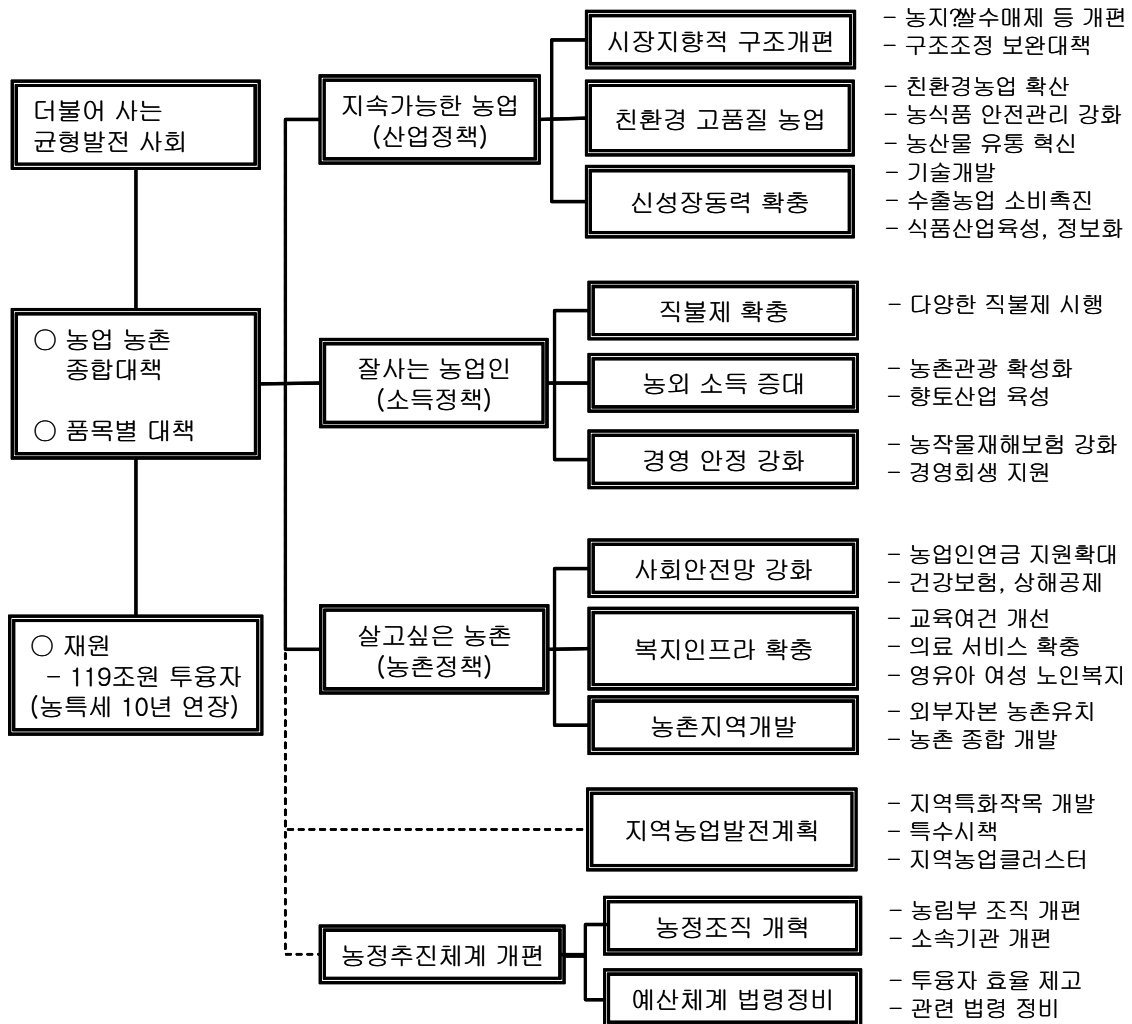 더불어 사는
균형발전 사회
○ 농업 농촌
종합대책
○ 품목별 대책
○ 재원
- 119조원 투융자
(농특세 10년 연장)
지속가능한 농업
(산업정책)
시장지향적 구조개편
- 농지?쌀수매제 등 개편
- 구조조정 보완대책
친환경 고품질 농업
- 친환경농업 확산
- 농식품 안전관리 강화
- 농산물 유통 혁신
신성장동력 확충
- 기술개발
- 수출농업 소비촉진
- 식품산업육성, 정보화
잘사는 농업인
(소득정책)
직불제 확충
- 다양한 직불제 시행
농외 소득 증대
- 농촌관광 확성화
- 향토산업 육성
경영 안정 강화
- 농작물재해보험 강화
- 경영회생 지원
살고싶은 농촌
(농촌정책)
사회안전망 강화
- 농업인연금 지원확대
- 건강보험, 상해공제
복지인프라 확충
- 교육여건 개선
- 의료 서비스 확충
- 영유아 여성 노인복지
농촌지역개발
- 외부자본 농촌유치
- 농촌 종합 개발
지역농업발전계획
- 지역특화작목 개발
- 특수시책
- 지역농업클러스터
농정추진체계 개편
농정조직 개혁
- 농림부 조직 개편
- 소속기관 개편
예산체계 법령정비
- 투융자 효율 제고
- 관련 법령 정비